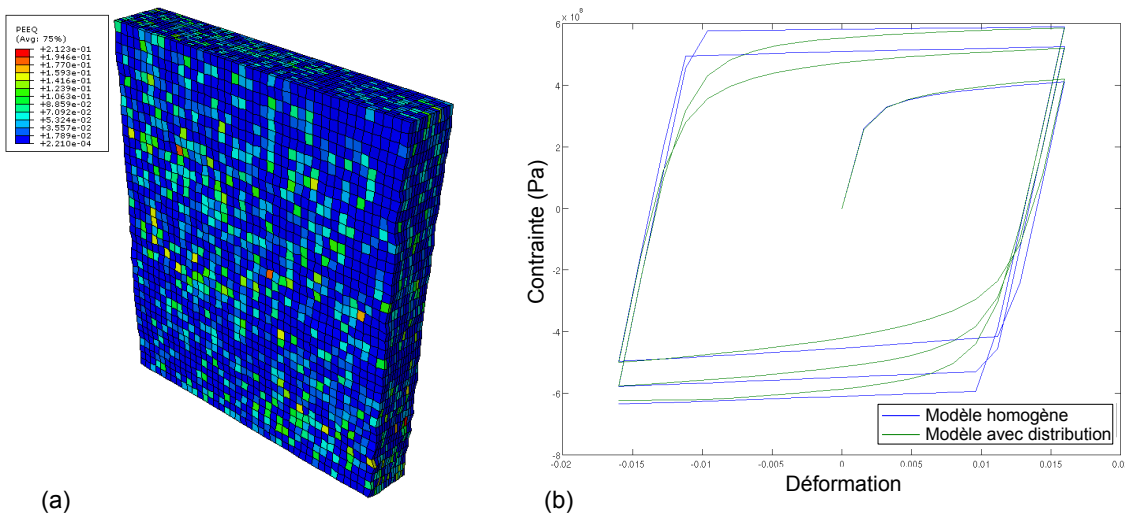 PEEQ
(Avg: 75%)
+2.123e-01
+1.946e-01
+1.770e-01
+1.593e-01
+1.416e-01
+1.239e-01
+1.063e-01
+8.859e-02
+7.092e-02
+5.324e-02
+3.557e-02
+1.789e-02
+2.210e-04
(a)
x 10⁸
6
4
2
0
-2
-4
-6
-8
Contrainte (Pa)
-0.02
-0.015
-0.01
-0.005
0
0.005
0.01
0.015
0.0
Déformation
Modèle homogène
Modèle avec distribution
(b)